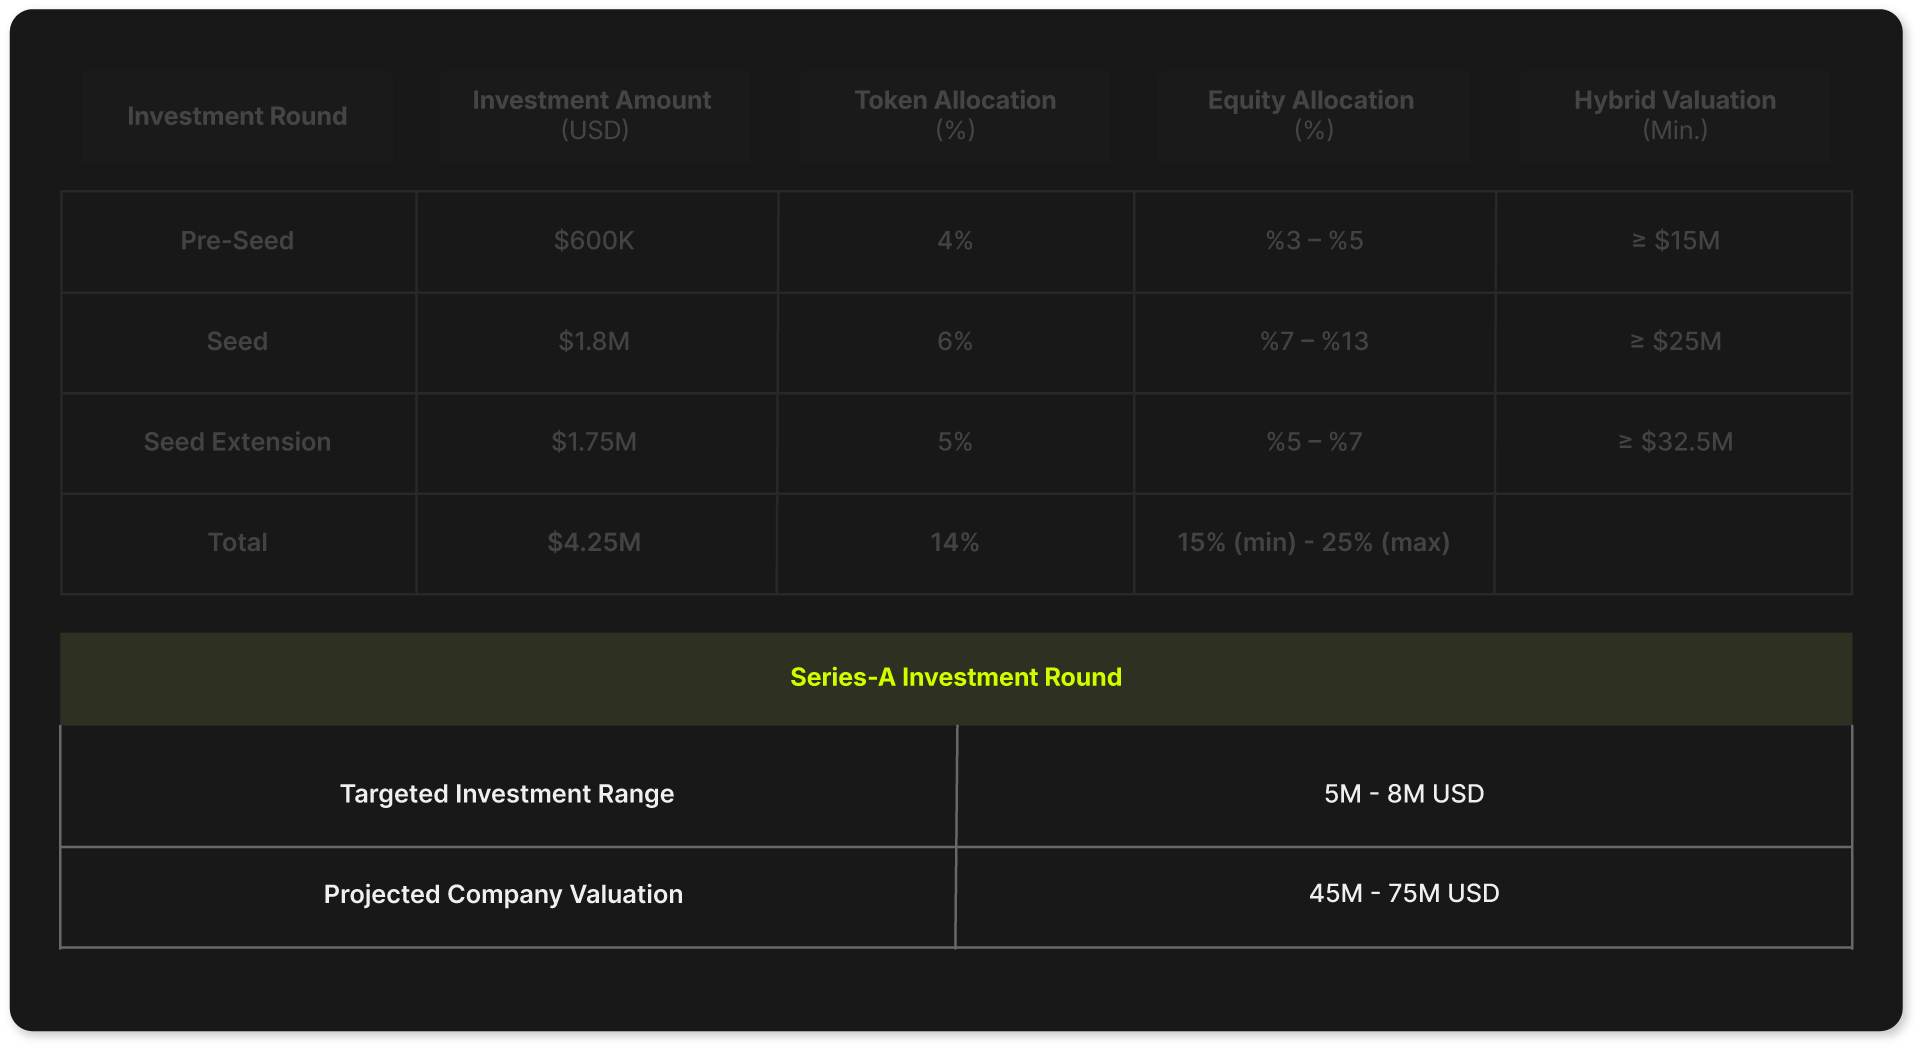 Investment Round
Investment Amount
(USD)
Token Allocation
(%)
Equity Allocation
(%)
Hybrid Valuation
(Min.)
Pre-Seed
$600K
4%
%3 – %5
≥ $15M
Seed
$1.8M
6%
%7 – %13
≥ $25M
Seed Extension
$1.75M
5%
%5 – %7
≥ $32.5M
Total
$4.25M
14%
15% (min) - 25% (max)
Series-A Investment Round
Targeted Investment Range
5M - 8M USD
Projected Company Valuation
45M - 75M USD